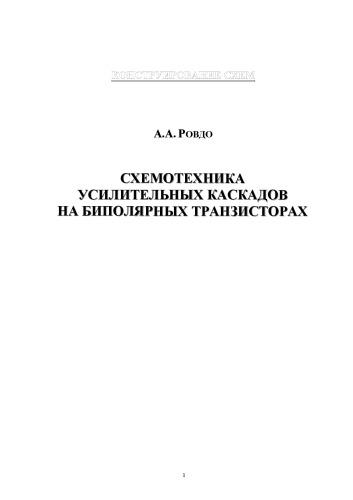 КОНСТРУИРОВАНИЕ СХЕМ
А.А. РОВДО
СХЕМОТЕХНИКА
УСИЛИТЕЛЬНЫХ КАСКАДОВ
НА БИПОЛЯРНЫХ ТРАНЗИСТОРАХ
1